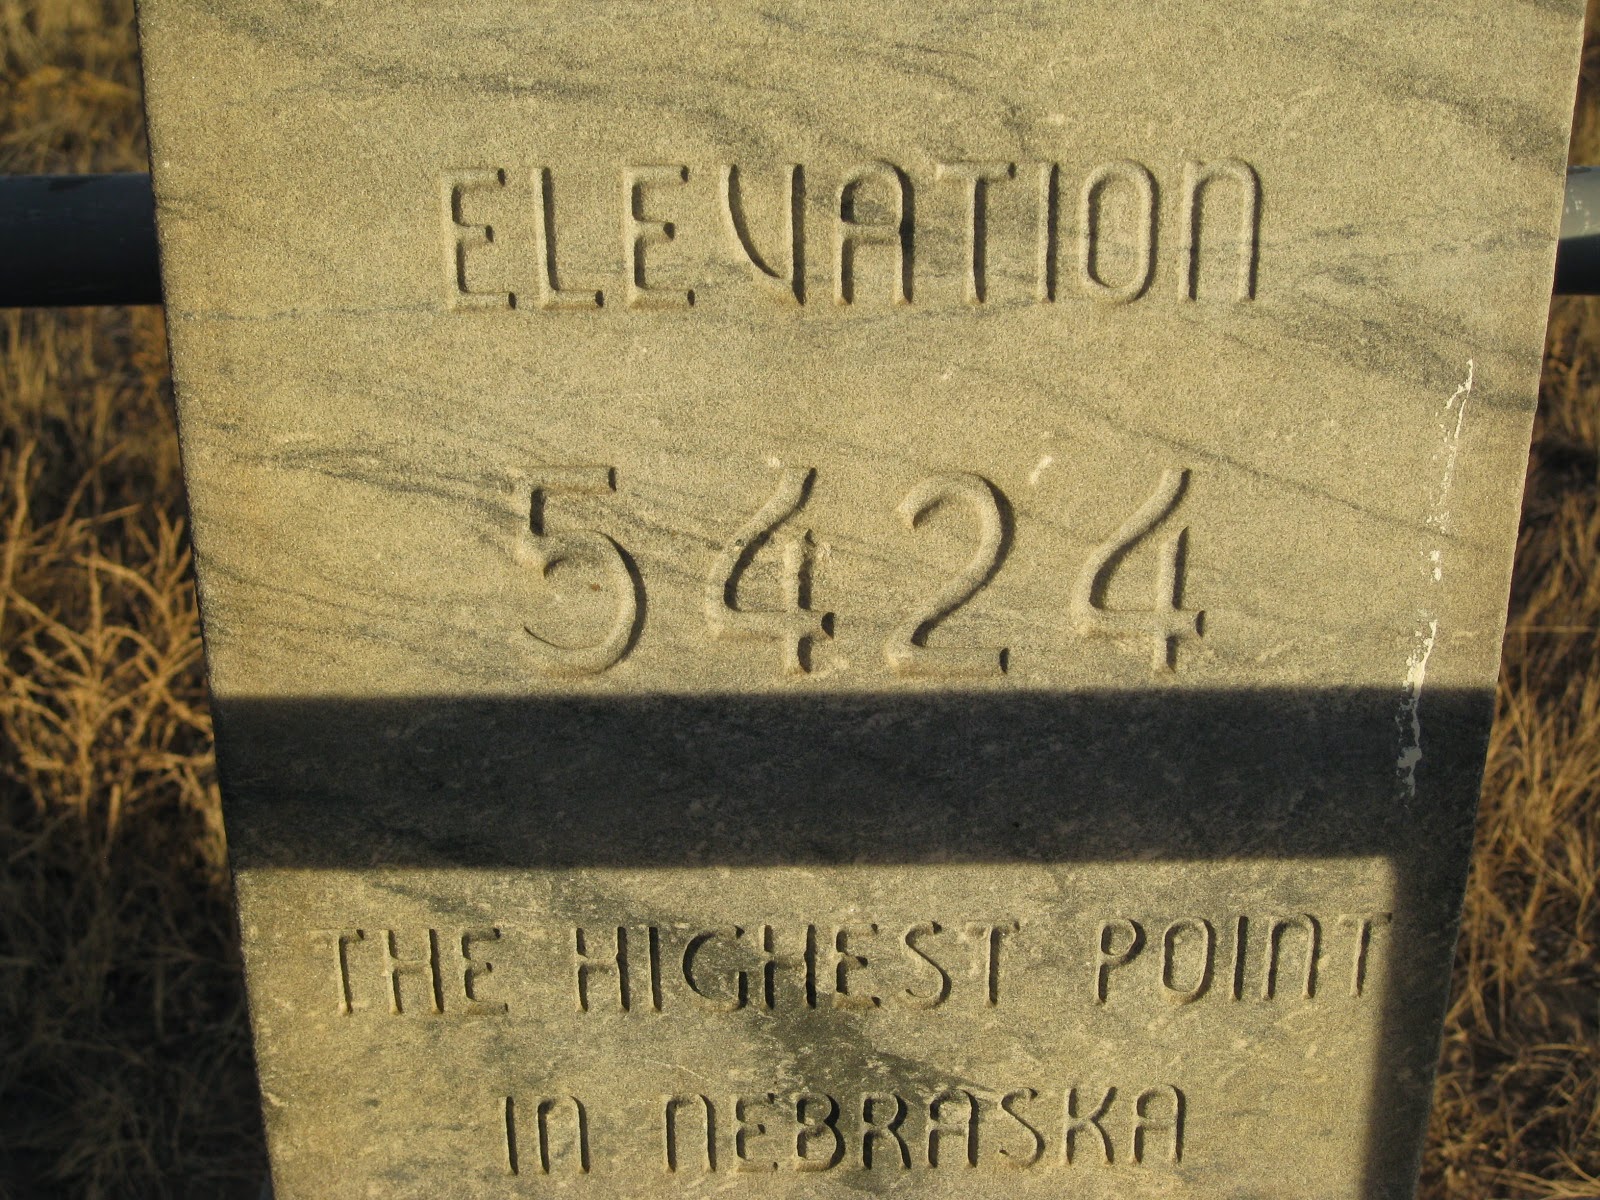 ELEVATION
5424
THE HIGHEST POINT
IN NEBRASKA